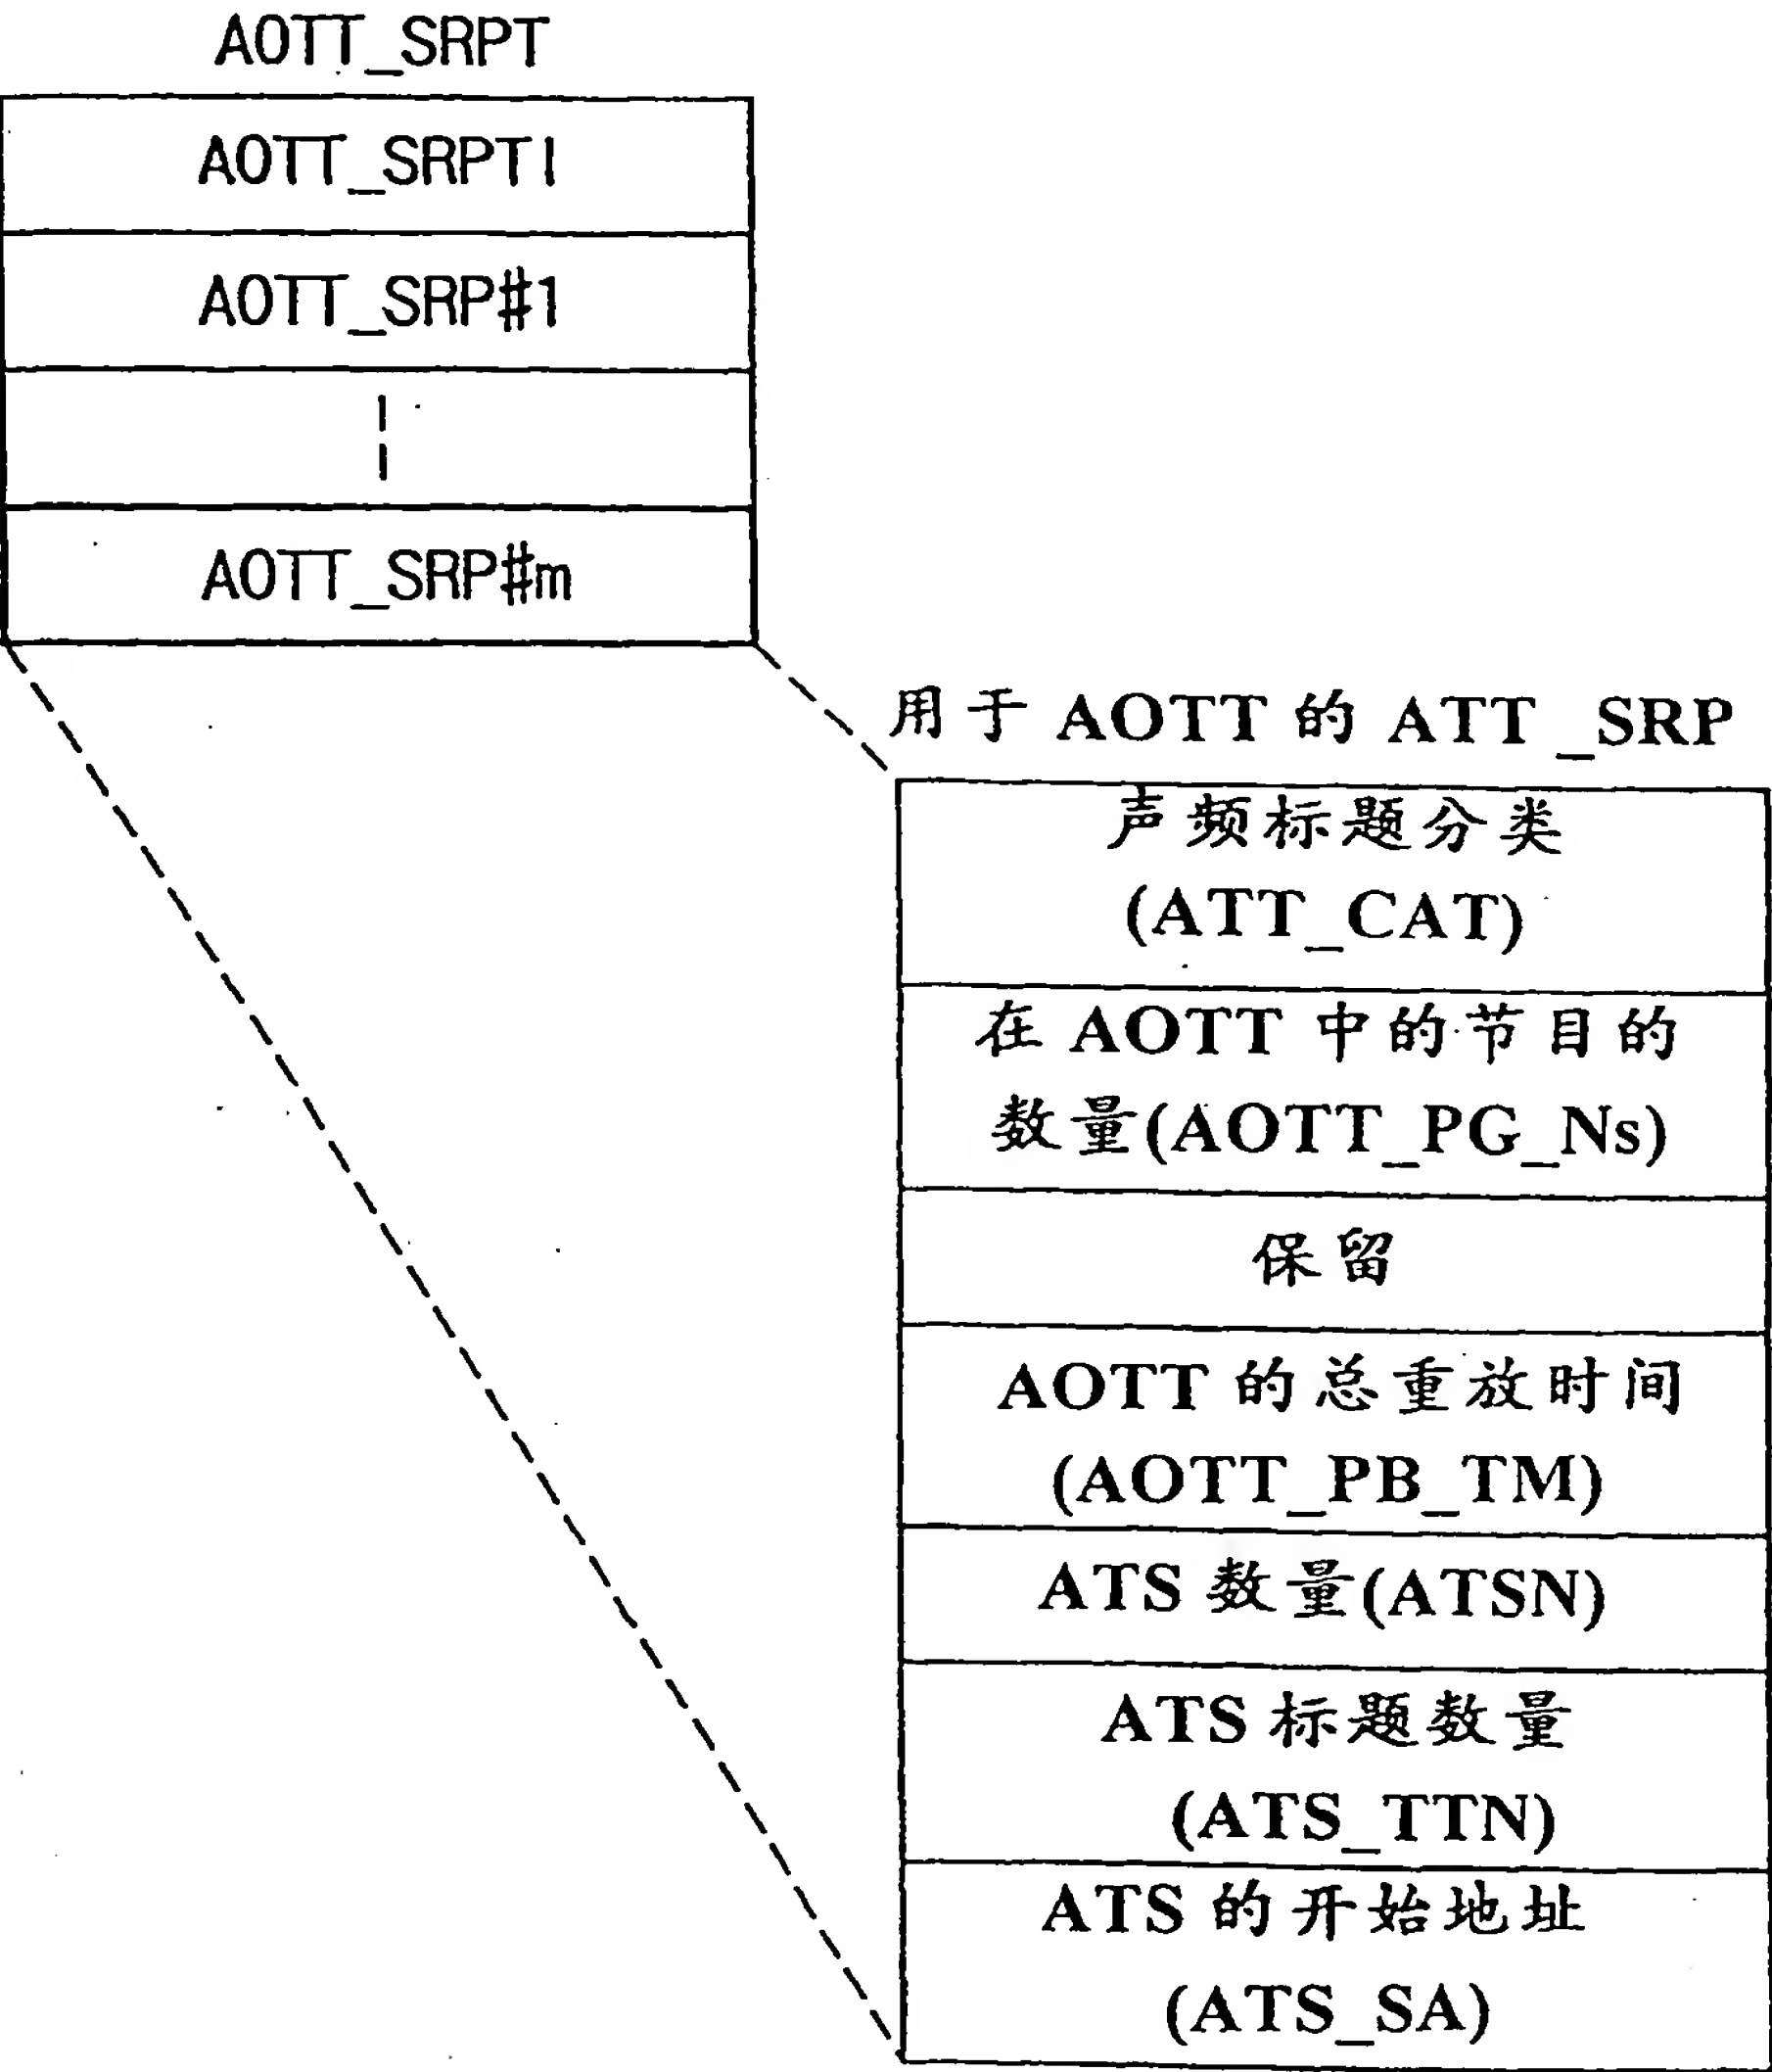 AOTT_SRPT
AOTT_SRPTI
AOTT_SRP#1
AOTT_SRP#m
用于 AOTT 的 ATT_SRP
声频标题分类
(ATT_CAT)
在 AOTT 中的节目的
数量(AOTT_PG_Ns)
保留
AOTT 的总重放时间
(AOTT_PB_TM)
ATS 数量(ATSN)
ATS 标题数量
(ATS_TTN)
ATS 的开始地址
(ATS_SA)